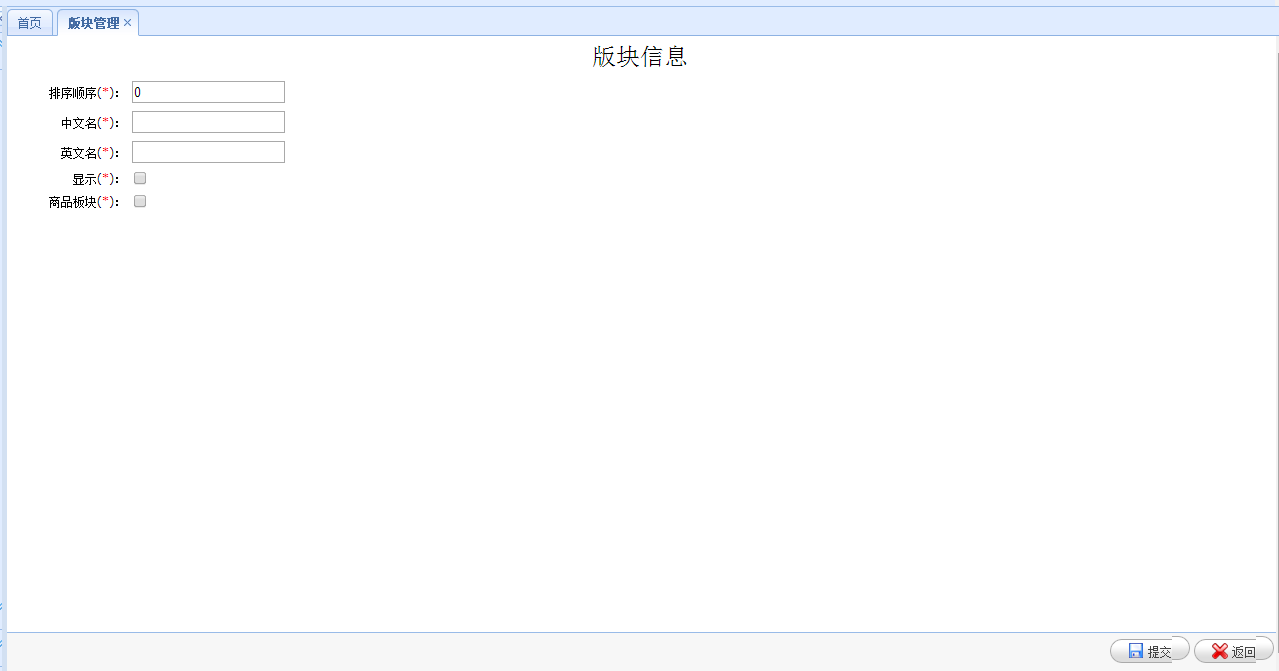 首页 版块管理
版块信息
排序顺序(*)： 0
中文名(*)：
英文名(*)：
显示(*)：
商品板块(*)：
提交 返回